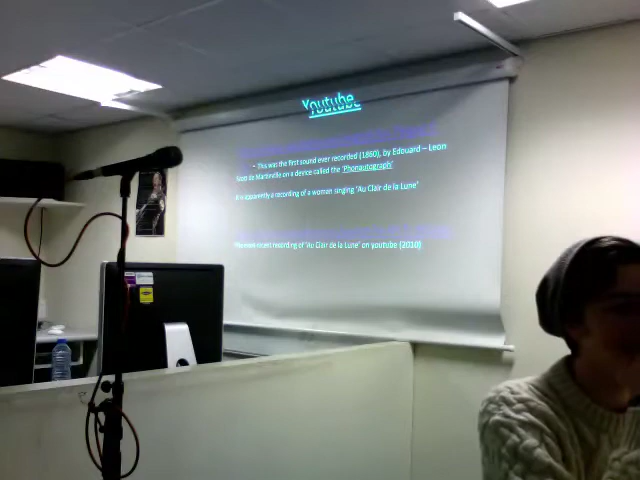 Youtube
- This was the first sound ever recorded (1860), by Edouard – Leon
Scott de Martinville on a device called the 'Phonautograph'
It is apparently a recording of a woman singing 'Au Clair de la Lune'
recent recording of 'Au Clair de la Lune' on youtube (2010)